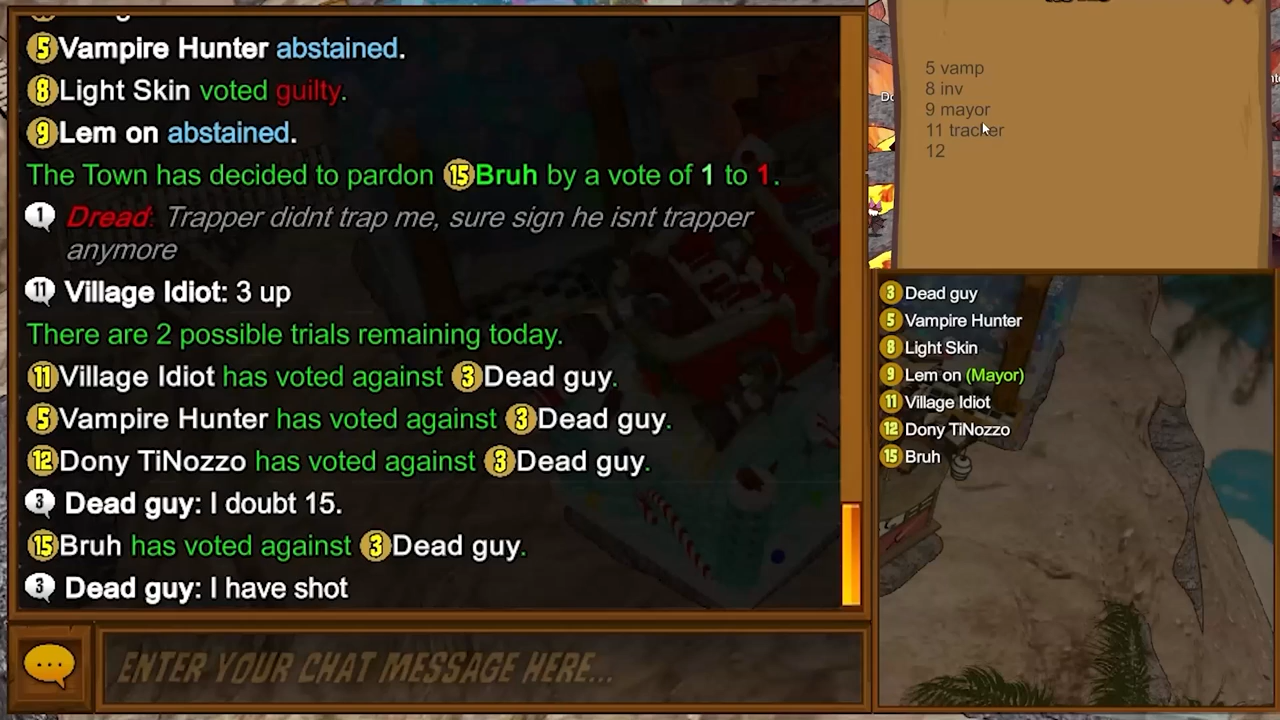 5 Vampire Hunter abstained.
8 Light Skin voted guilty.
9 Lem on abstained.
The Town has decided to pardon 15 Bruh by a vote of 1 to 1.
1 Dread: Trapper didnt trap me, sure sign he isnt trapper
anymore
11 Village Idiot: 3 up
There are 2 possible trials remaining today.
11 Village Idiot has voted against 3 Dead guy.
5 Vampire Hunter has voted against 3 Dead guy.
12 Dony TiNozzo has voted against 3 Dead guy.
3 Dead guy: I doubt 15.
15 Bruh has voted against 3 Dead guy.
3 Dead guy: I have shot
ENTER YOUR CHAT MESSAGE HERE...
5 vamp
8 inv
9 mayor
11 tracker
12
3 Dead guy
5 Vampire Hunter
8 Light Skin
9 Lem on (Mayor)
11 Village Idiot
12 Dony TiNozzo
15 Bruh